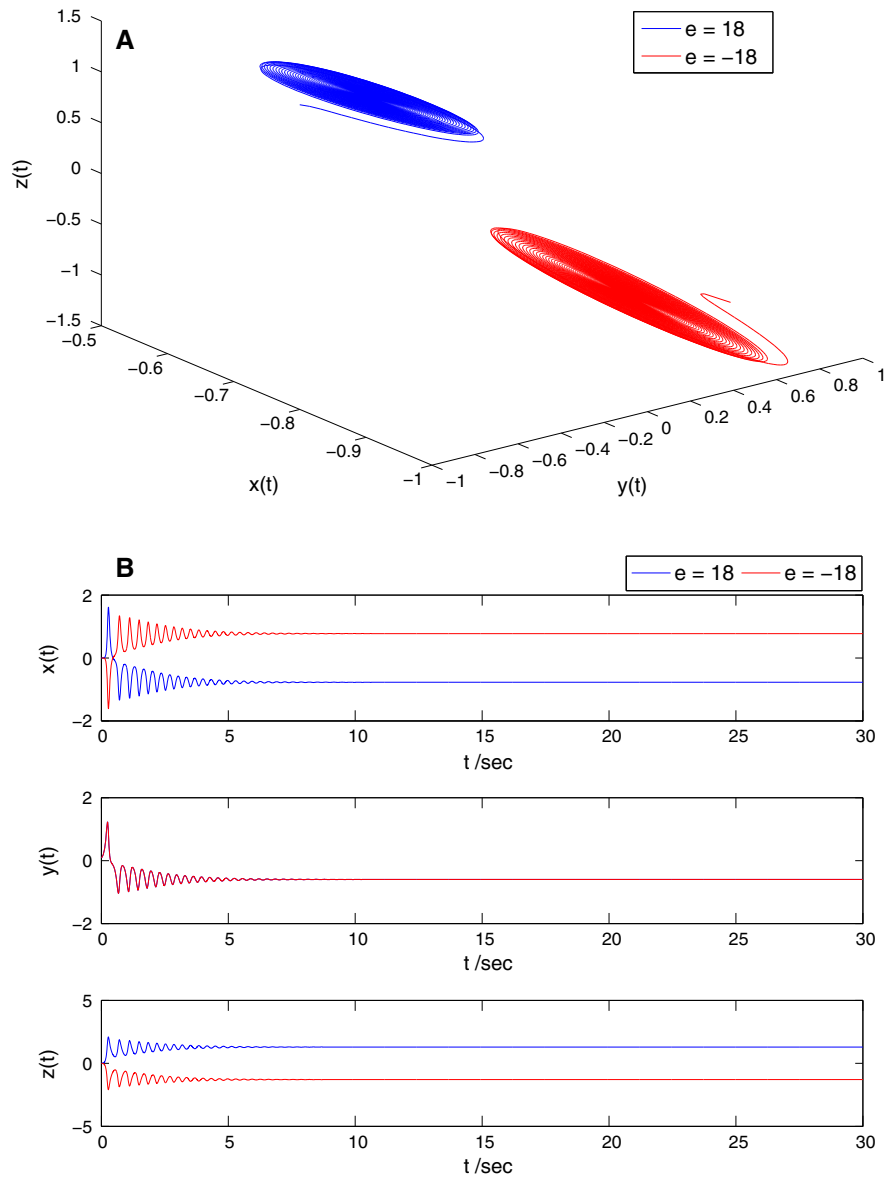 A
e = 18
e = −18
z(t)
1.5
1
0.5
0
−0.5
−1
−1.5
−0.5
−0.6
−0.7
−0.8
−0.9
−1
x(t)
−1
−0.8
−0.6
−0.4
−0.2
0
0.2
0.4
0.6
0.8
1
y(t)
B
e = 18
e = −18
x(t)
2
0
−2
0 5 10 15 20 25 30
t /sec
y(t)
2
0
−2
0 5 10 15 20 25 30
t /sec
z(t)
5
0
−5
0 5 10 15 20 25 30
t /sec